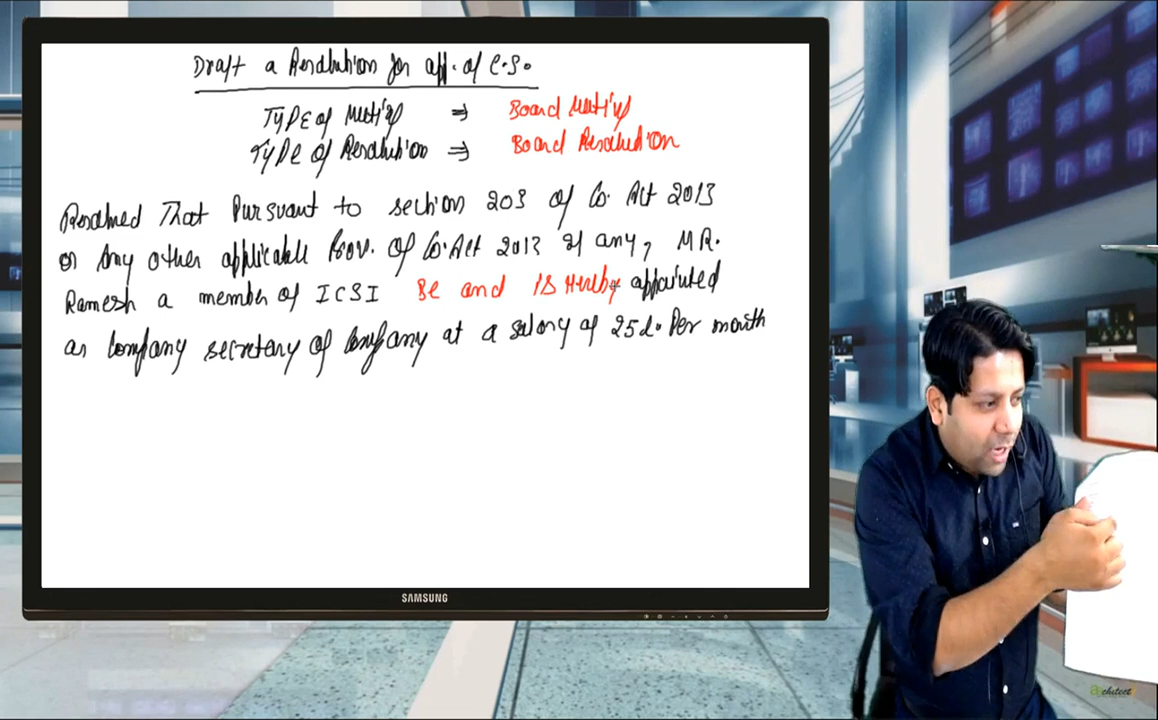 Draft a Resolution for app. of C.S.
TYPE of Meeting ⇒ Board Meeting
TYPE of Resolution ⇒ Board Resolution
Resolved That Pursuant to section 203 of Co. Act 2013
or Any other applicable Prov. of Co. Act 2013 if any, MR.
Ramesh a member of ICSI Be and is Hereby appointed
as Company secretary of Company at a salary of 25L. Per month
SAMSUNG